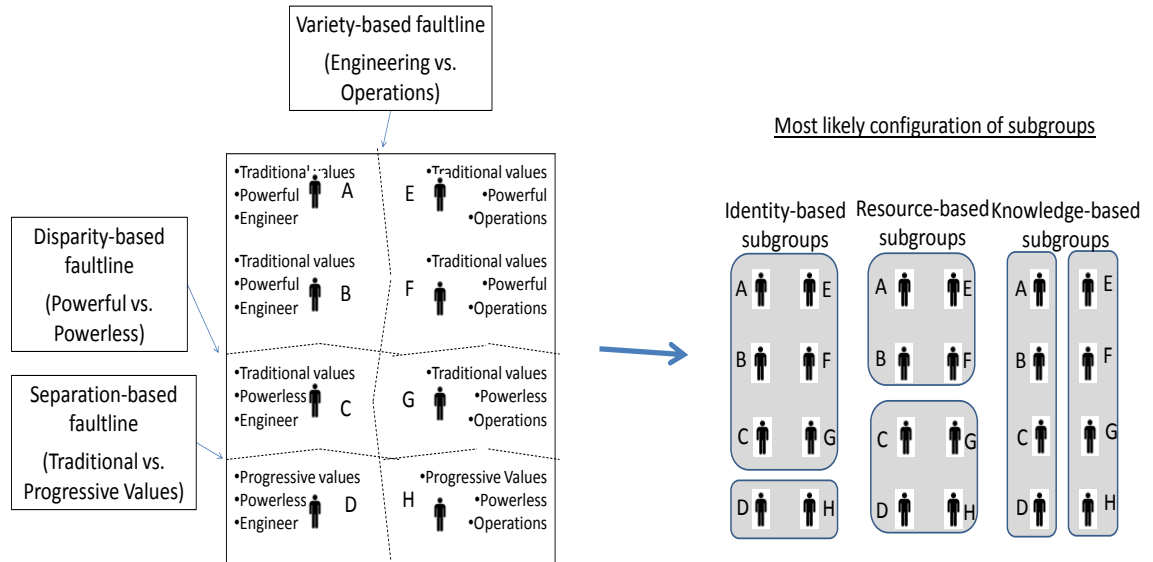 Variety-based faultline
(Engineering vs.
Operations)
Disparity-based
faultline
(Powerful vs.
Powerless)
Separation-based
faultline
(Traditional vs.
Progressive Values)
•Traditional values
•Powerful
•Engineer
A
E
•Traditional values
•Powerful
•Operations
•Traditional values
•Powerful
•Engineer
B
F
•Traditional values
•Powerful
•Operations
•Traditional values
•Powerless
•Engineer
C
G
•Traditional values
•Powerless
•Operations
•Progressive values
•Powerless
•Engineer
D
H
•Progressive Values
•Powerless
•Operations
Most likely configuration of subgroups
Identity-based
subgroups
A E
B F
C G
D H
Resource-based
subgroups
A E
B F
C G
D H
Knowledge-based
subgroups
A E
B F
C G
D H